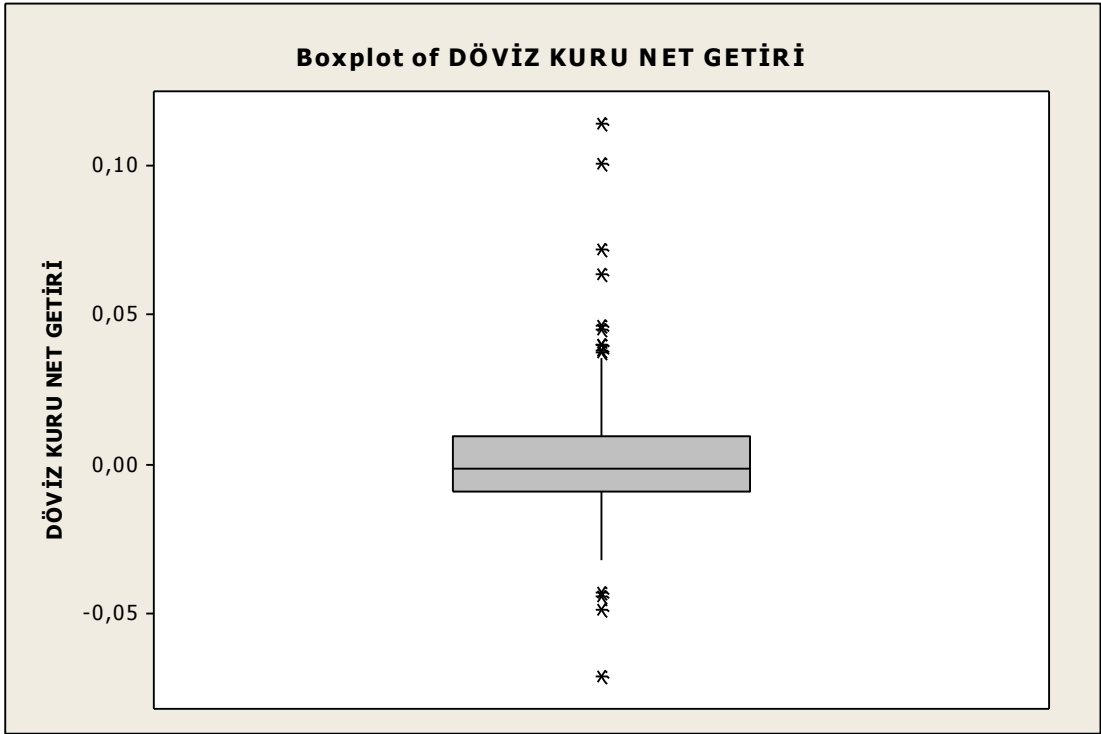 Boxplot of DÖVİZ KURU NET GETİRİ
DÖVİZ KURU NET GETİRİ
0,10
0,05
0,00
-0,05